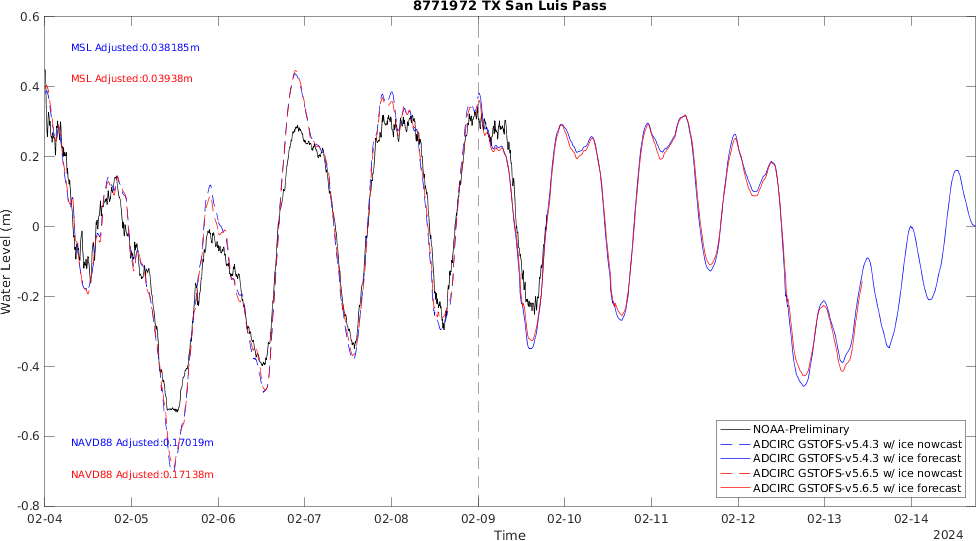 8771972 TX San Luis Pass
0.6
0.4
0.2
0
-0.2
-0.4
-0.6
-0.8
Water Level (m)
MSL Adjusted:0.038185m
MSL Adjusted:0.03938m
NAVD88 Adjusted:0.17019m
NAVD88 Adjusted:0.17138m
NOAA-Preliminary
ADCIRC GSTOFS-v5.4.3 w/ ice nowcast
ADCIRC GSTOFS-v5.4.3 w/ ice forecast
ADCIRC GSTOFS-v5.6.5 w/ ice nowcast
ADCIRC GSTOFS-v5.6.5 w/ ice forecast
02-04 02-05 02-06 02-07 02-08 02-09 02-10 02-11 02-12 02-13 02-14
Time
2024